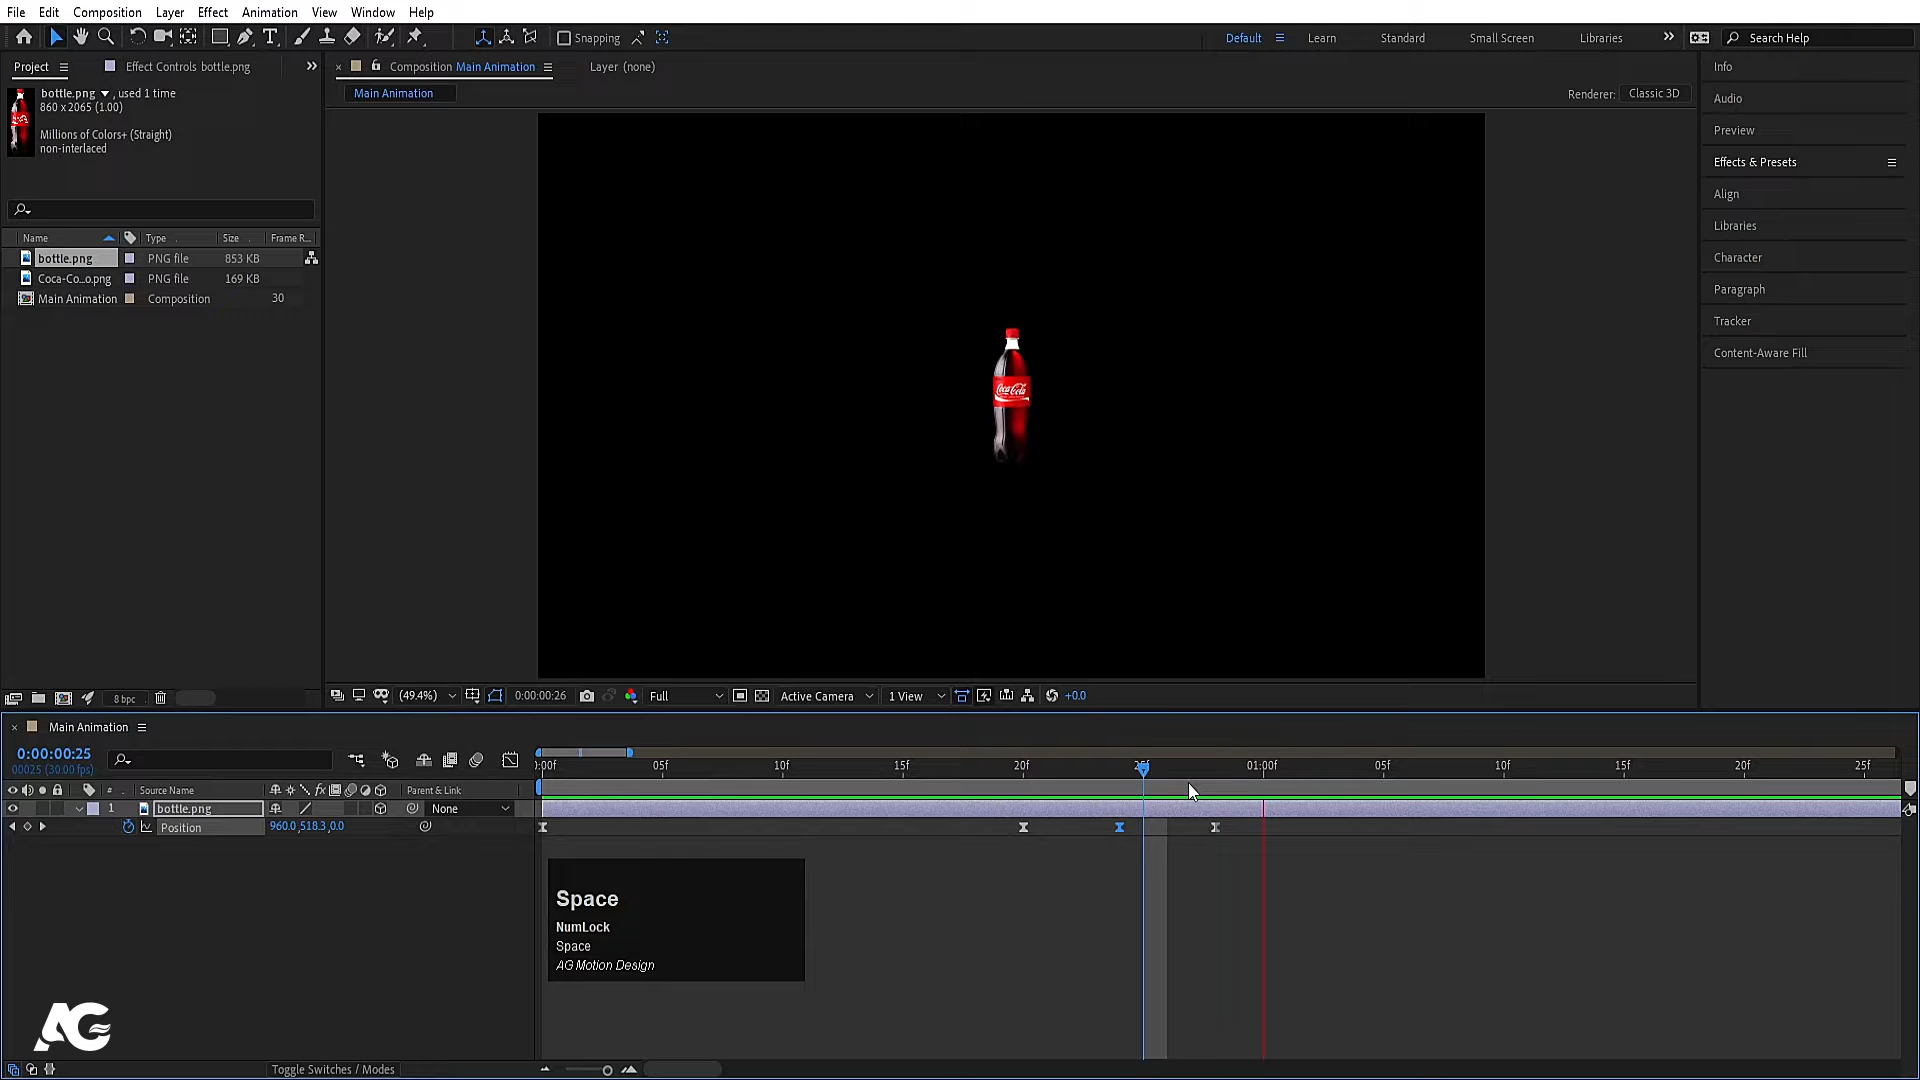 File Edit Composition Layer Effect Animation View Window Help
Snapping Default Learn Standard Small Screen Libraries Search Help
Project Effect Controls bottle.png Composition Main Animation Layer (none)
bottle.png , used 1 time
860 x 2065 (1.00)
Millions of Colors+ (Straight)
non-interlaced
Main Animation
Renderer: Classic 3D
Info
Audio
Preview
Effects & Presets
Align
Libraries
Character
Paragraph
Tracker
Content-Aware Fill
Name Type Size Frame R...
bottle.png PNG file 853 KB
Coca-Co...o.png PNG file 169 KB
Main Animation Composition 30
Coca-Cola
8 bpc
(49.4%) 0:00:00:26 Full Active Camera 1 View +0.0
Main Animation
0:00:00:25
00025 (30.00 fps)
0:00f 05f 10f 15f 20f 25f 01:00f 05f 10f 15f 20f 25f
# Source Name fx Parent & Link
1 bottle.png None
Position 960.0,518.3,0.0
Space
NumLock
Space
AG Motion Design
AG
Toggle Switches / Modes